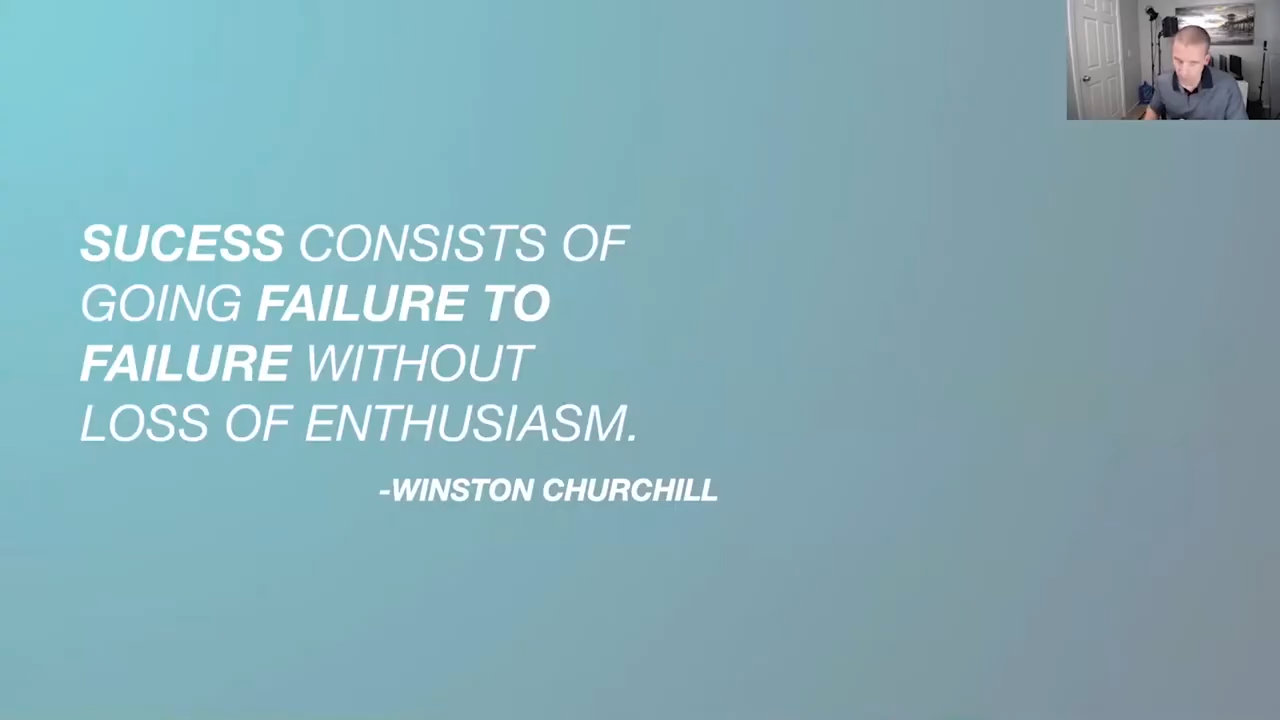 SUCESS CONSISTS OF
GOING FAILURE TO
FAILURE WITHOUT
LOSS OF ENTHUSIASM.
-WINSTON CHURCHILL